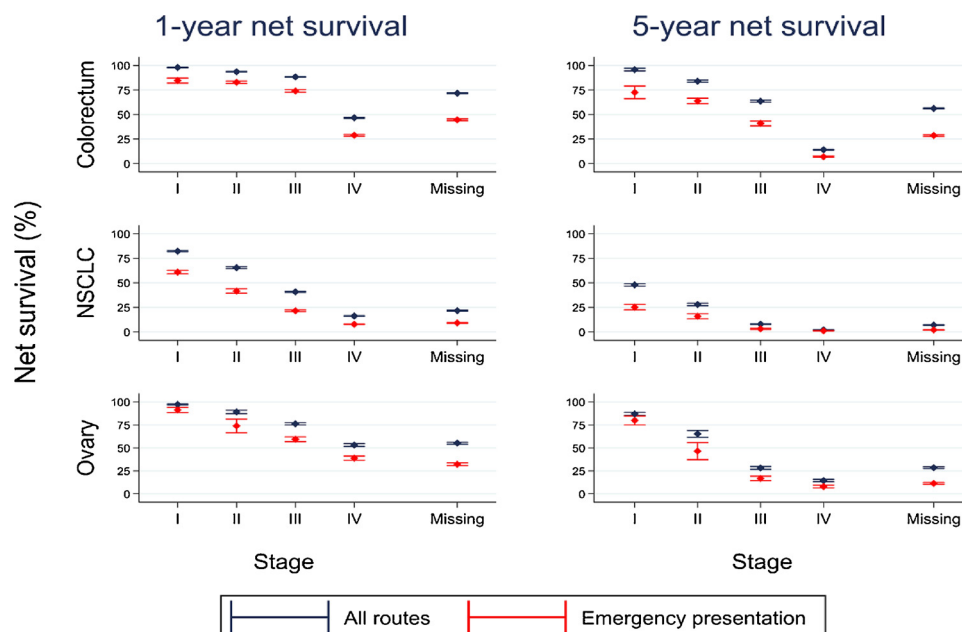 1-year net survival
5-year net survival
Net survival (%)
Colorectum
100
75
50
25
0
I II III IV Missing
100
75
50
25
0
I II III IV Missing
NSCLC
100
75
50
25
0
I II III IV Missing
100
75
50
25
0
I II III IV Missing
Ovary
100
75
50
25
0
I II III IV Missing
100
75
50
25
0
I II III IV Missing
Stage
Stage
All routes
Emergency presentation